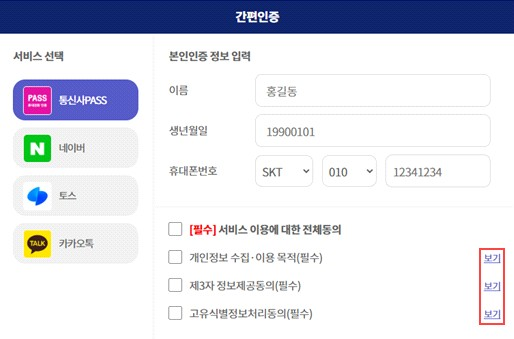 간편인증
서비스 선택
PASS 통신사PASS
N 네이버
토스
TALK 카카오톡
본인인증 정보 입력
이름 홍길동
생년월일 19900101
휴대폰번호 SKT 010 12341234
[필수] 서비스 이용에 대한 전체동의
개인정보 수집·이용 목적(필수) 보기
제3자 정보제공동의(필수) 보기
고유식별정보처리동의(필수) 보기